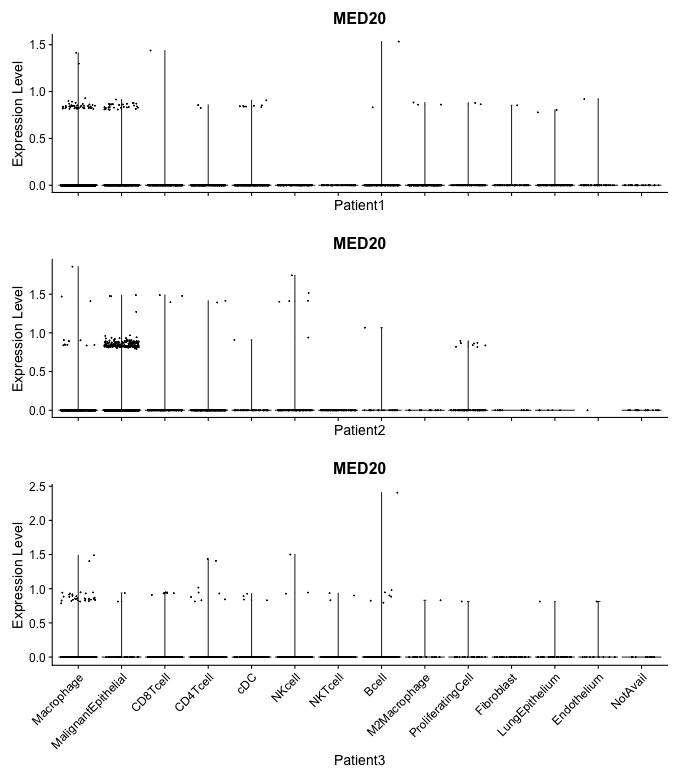 MED20
Expression Level
1.5
1.0
0.5
0.0
Patient1
MED20
Expression Level
1.5
1.0
0.5
0.0
Patient2
MED20
Expression Level
2.5
2.0
1.5
1.0
0.5
0.0
Macrophage
MalignantEpithelial
CD8Tcell
CD4Tcell
cDC
NKcell
NKTcell
Bcell
M2Macrophage
ProliferatingCell
Fibroblast
LungEpithelium
Endothelium
NotAvail
Patient3